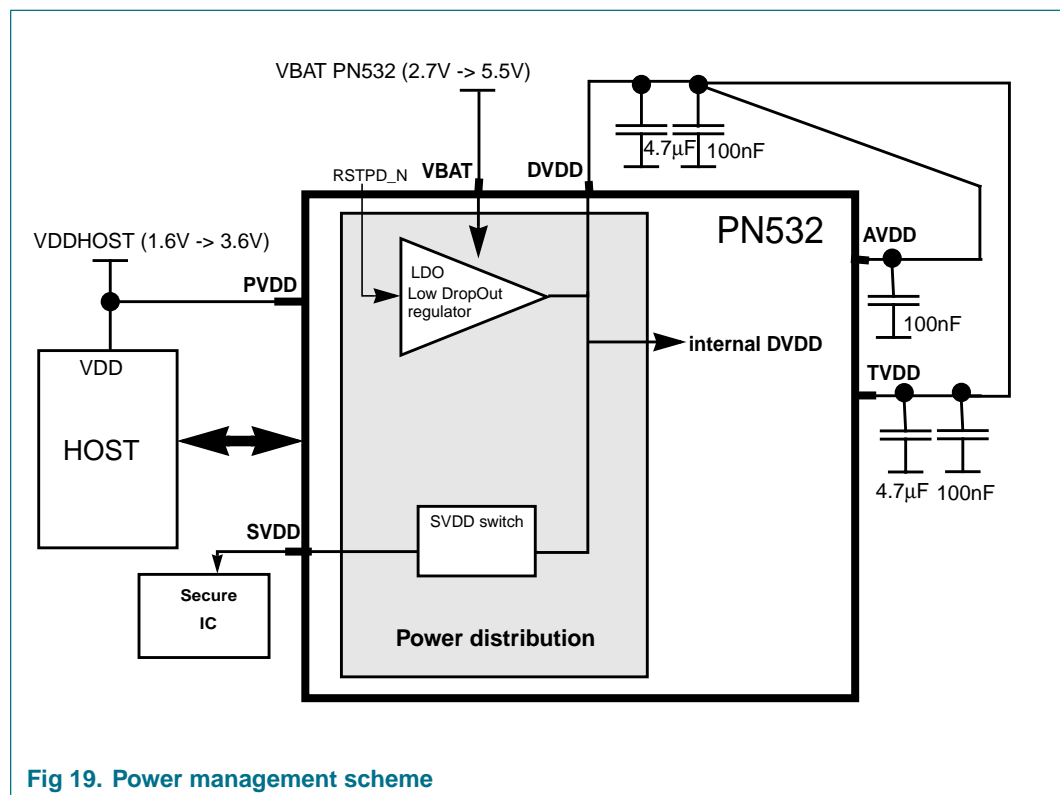 VBAT PN532 (2.7V -> 5.5V)
4.7µF
100nF
RSTPD_N
VBAT
DVDD
PN532
AVDD
VDDHOST (1.6V -> 3.6V)
PVDD
LDO
Low DropOut
regulator
100nF
internal DVDD
VDD
TVDD
HOST
4.7µF
100nF
SVDD
SVDD switch
Secure
IC
Power distribution
Fig 19. Power management scheme